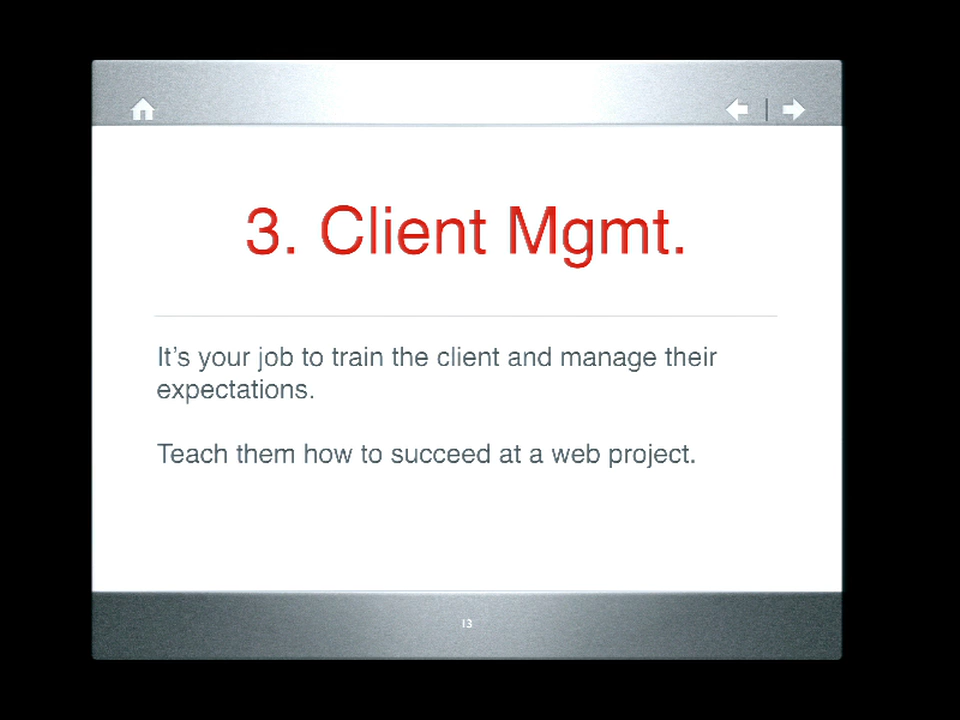 3. Client Mgmt.
It’s your job to train the client and manage their
expectations.
Teach them how to succeed at a web project.
13